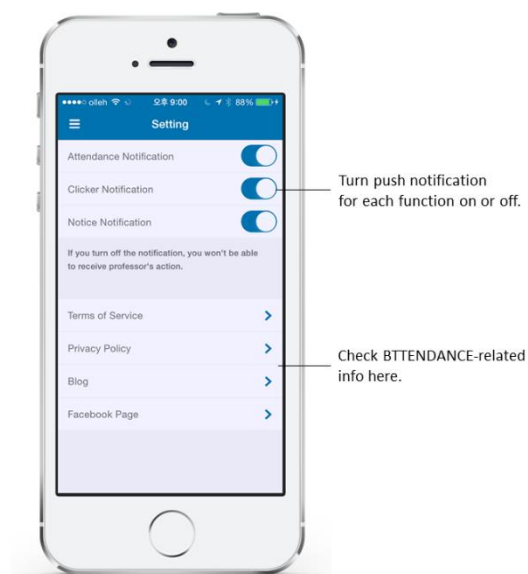 olleh 오후 9:00 88%
Setting
Attendance Notification
Clicker Notification
Notice Notification
If you turn off the notification, you won't be able
to receive professor's action.
Terms of Service
Privacy Policy
Blog
Facebook Page
Turn push notification
for each function on or off.
Check BTTENDANCE-related
info here.